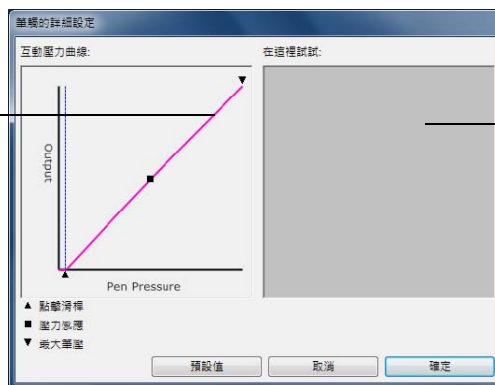 筆觸的詳細設定
互動壓力曲線:
在這裡試試:
Output
Pen Pressure
▲ 點擊滑桿
■ 壓力感應
▼ 最大筆壓
預設值
取消
確定